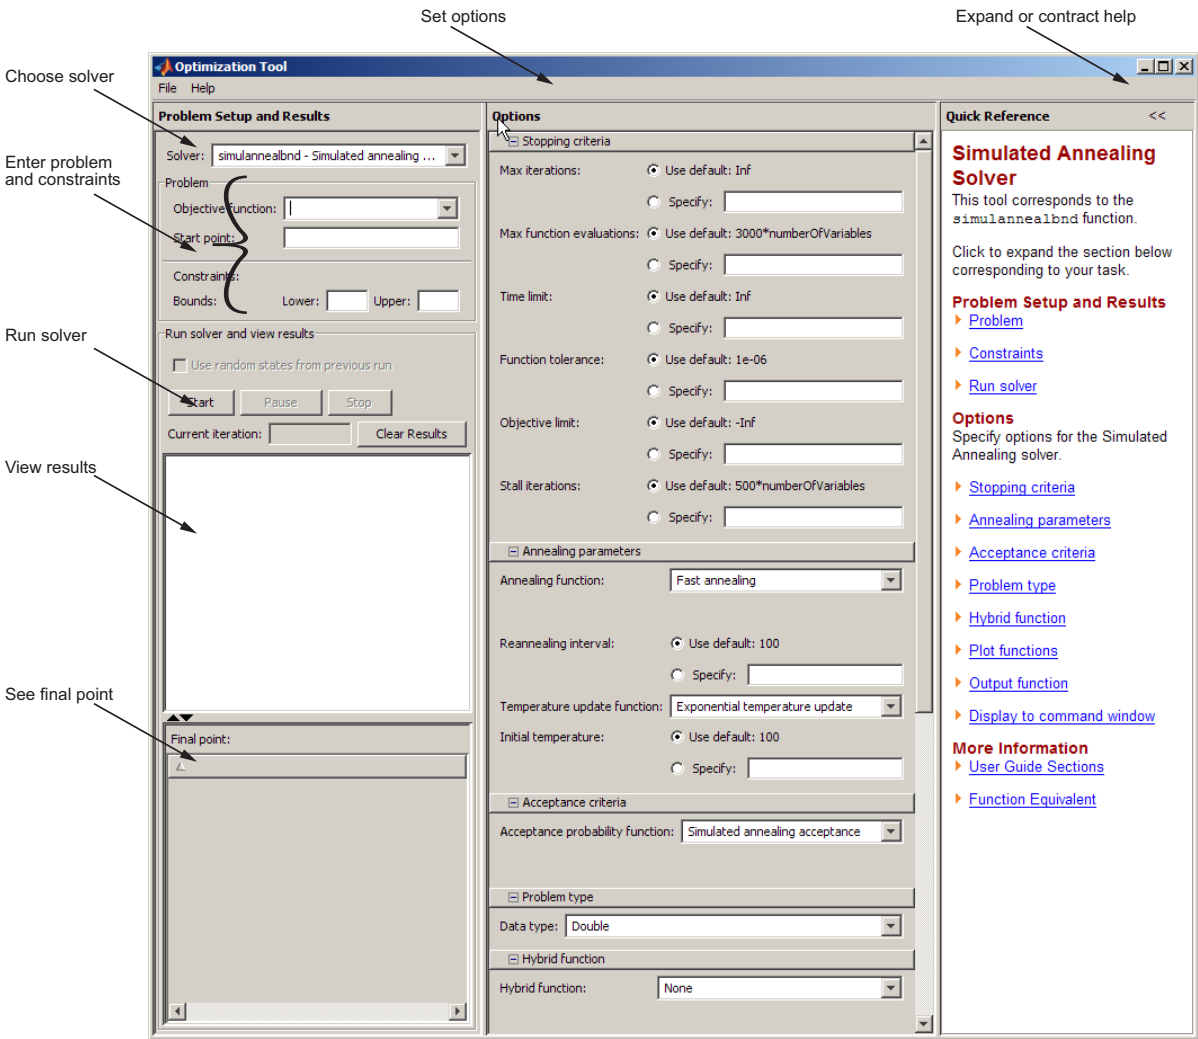 Set options
Expand or contract help
Choose solver
Enter problem
and constraints
Run solver
View results
See final point
Optimization Tool
File Help
Problem Setup and Results
Solver: simulannealbnd - Simulated annealing ...
Problem
Objective function:
Start point:
Constraints:
Bounds: Lower: Upper:
Run solver and view results
Use random states from previous run
Start Pause Stop
Current iteration: Clear Results
Final point:
Options
Stopping criteria
Max iterations: Use default: Inf
Specify:
Max function evaluations: Use default: 3000*numberOfVariables
Specify:
Time limit: Use default: Inf
Specify:
Function tolerance: Use default: 1e-06
Specify:
Objective limit: Use default: -Inf
Specify:
Stall iterations: Use default: 500*numberOfVariables
Specify:
Annealing parameters
Annealing function: Fast annealing
Reannealing interval: Use default: 100
Specify:
Temperature update function: Exponential temperature update
Initial temperature: Use default: 100
Specify:
Acceptance criteria
Acceptance probability function: Simulated annealing acceptance
Problem type
Data type: Double
Hybrid function
Hybrid function: None
Quick Reference <<
Simulated Annealing
Solver
This tool corresponds to the
simulannealbnd function.
Click to expand the section below
corresponding to your task.
Problem Setup and Results
Problem
Constraints
Run solver
Options
Specify options for the Simulated
Annealing solver.
Stopping criteria
Annealing parameters
Acceptance criteria
Problem type
Hybrid function
Plot functions
Output function
Display to command window
More Information
User Guide Sections
Function Equivalent